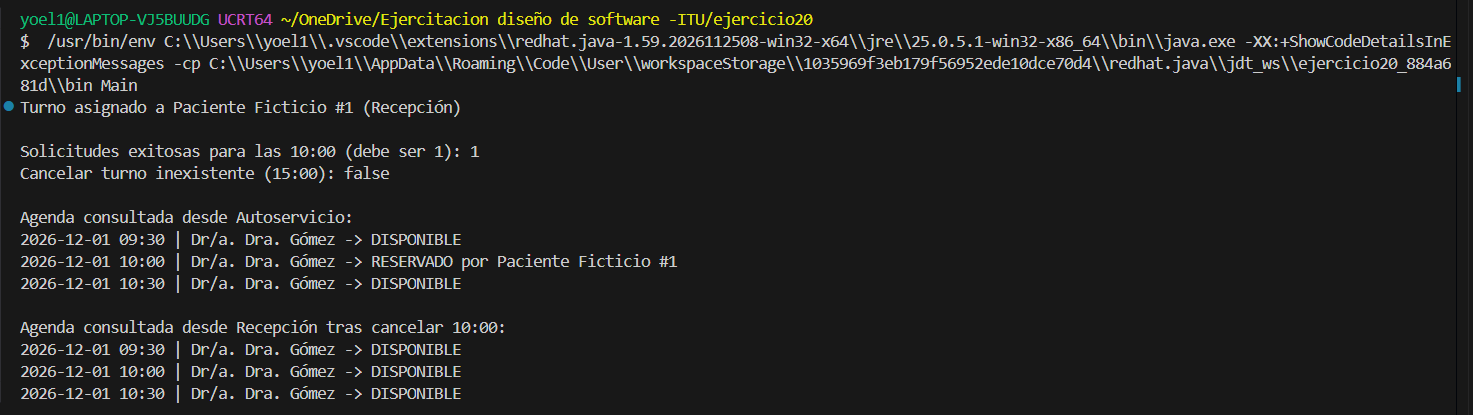 yoel1@LAPTOP-VJ5BUUDG UCRT64 ~/OneDrive/Ejercitacion diseño de software -ITU/ejercicio20
$  /usr/bin/env C:\\Users\\yoel1\\.vscode\\extensions\\redhat.java-1.59.2026112508-win32-x64\\jre\\25.0.5.1-win32-x86_64\\bin\\java.exe -XX:+ShowCodeDetailsInE
xceptionMessages -cp C:\\Users\\yoel1\\AppData\\Roaming\\Code\\User\\workspaceStorage\\1035969f3eb179f56952ede10dce70d4\\redhat.java\\jdt_ws\\ejercicio20_884a6
81d\\bin Main
Turno asignado a Paciente Ficticio #1 (Recepción)
Solicitudes exitosas para las 10:00 (debe ser 1): 1
Cancelar turno inexistente (15:00): false
Agenda consultada desde Autoservicio:
2026-12-01 09:30 | Dr/a. Dra. Gómez -> DISPONIBLE
2026-12-01 10:00 | Dr/a. Dra. Gómez -> RESERVADO por Paciente Ficticio #1
2026-12-01 10:30 | Dr/a. Dra. Gómez -> DISPONIBLE
Agenda consultada desde Recepción tras cancelar 10:00:
2026-12-01 09:30 | Dr/a. Dra. Gómez -> DISPONIBLE
2026-12-01 10:00 | Dr/a. Dra. Gómez -> DISPONIBLE
2026-12-01 10:30 | Dr/a. Dra. Gómez -> DISPONIBLE